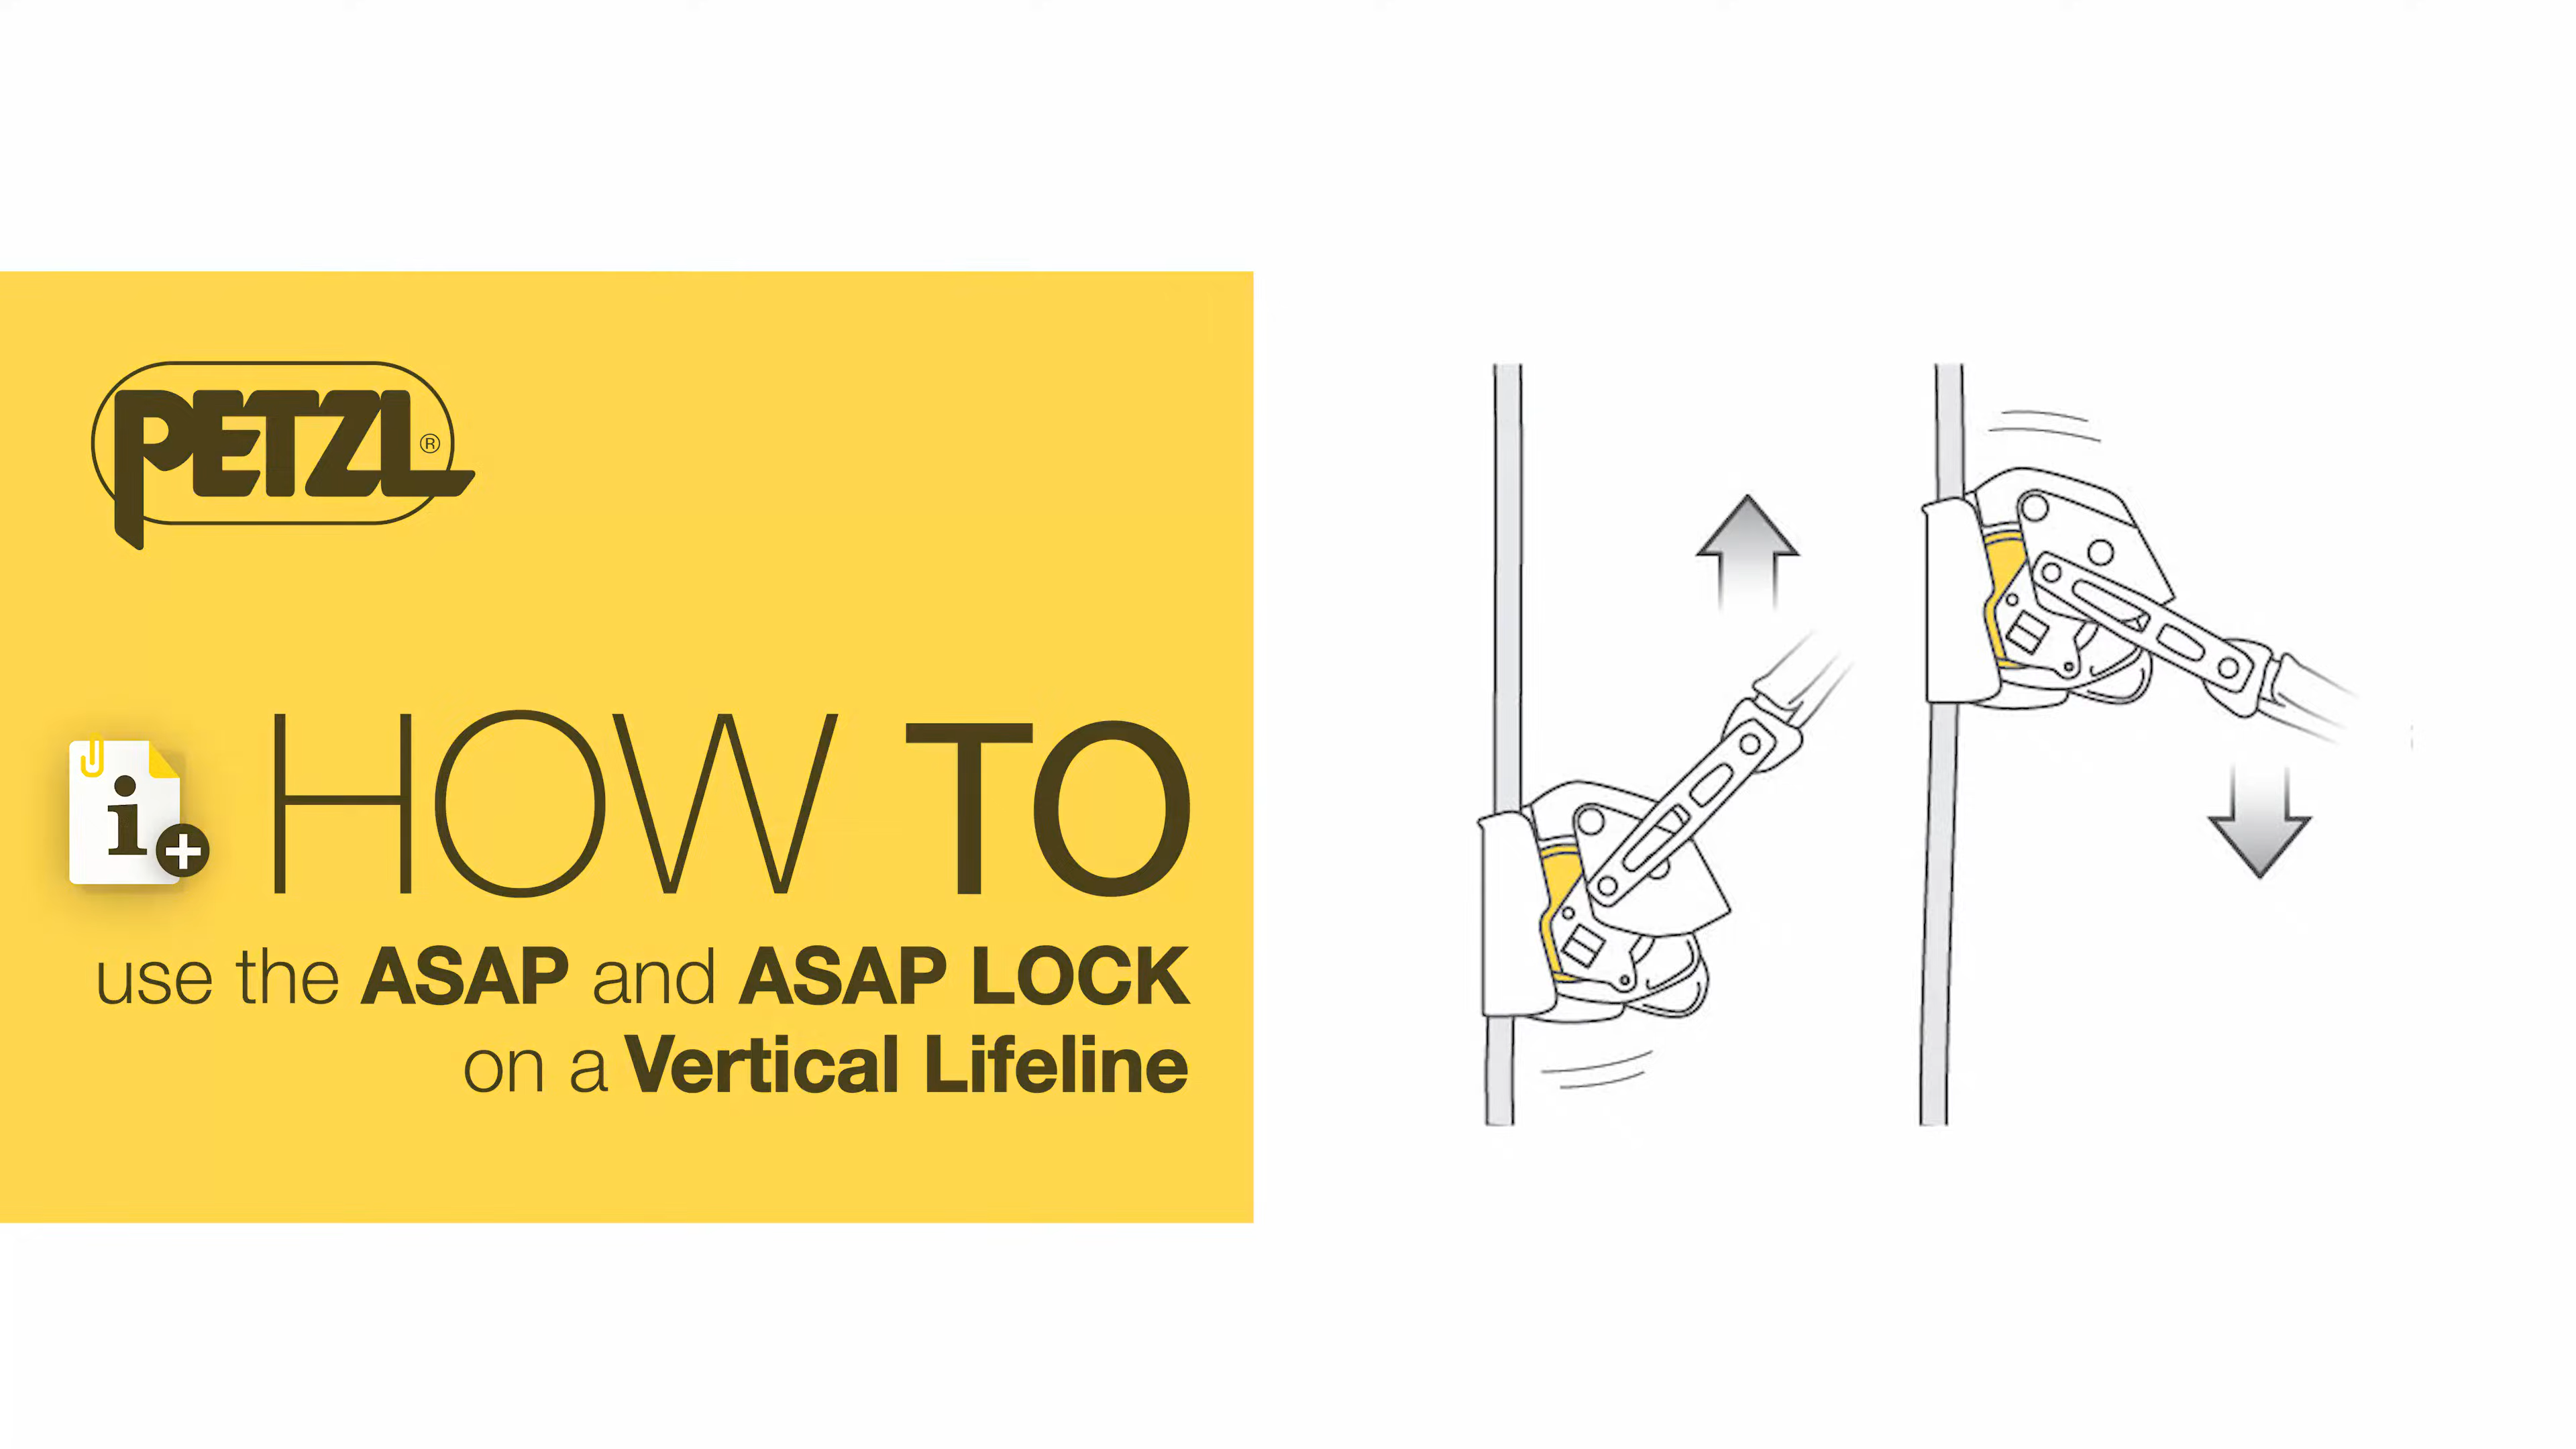 PETZL®
i+ HOW TO
use the ASAP and ASAP LOCK
on a Vertical Lifeline